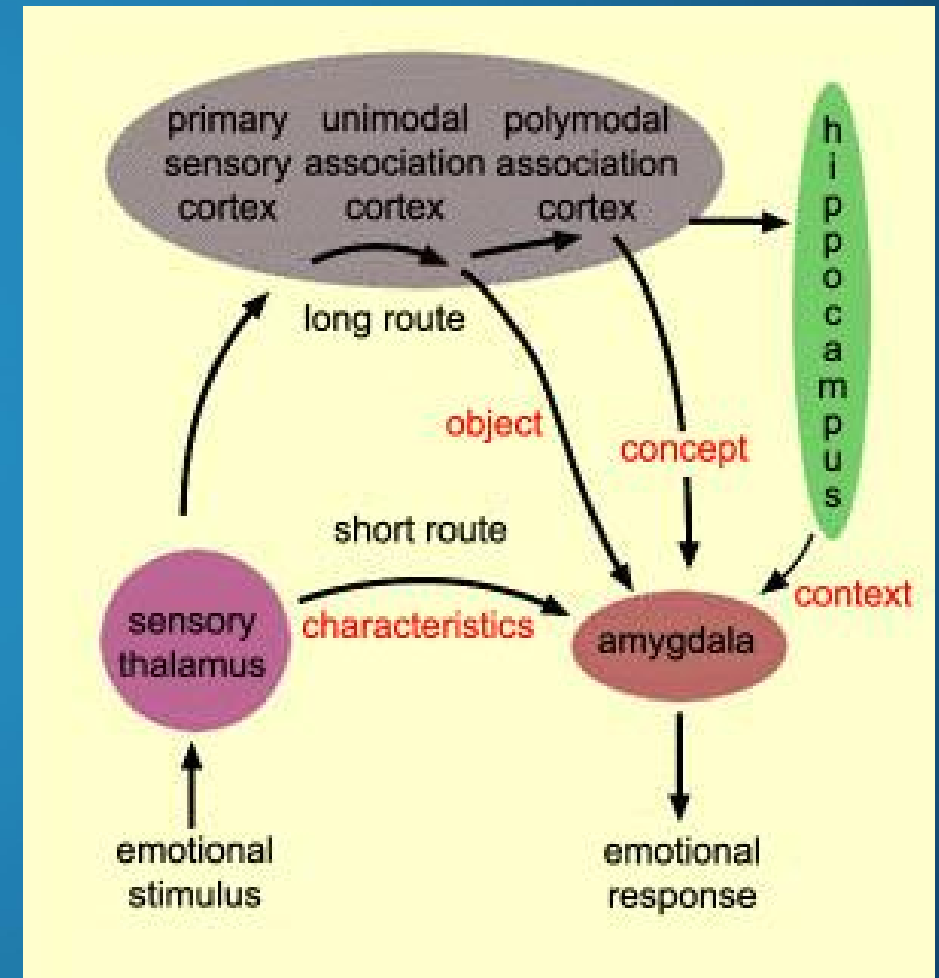 primary
sensory
cortex
unimodal
association
cortex
polymodal
association
cortex
hippocampus
long route
object
concept
short route
characteristics
context
sensory
thalamus
amygdala
emotional
stimulus
emotional
response